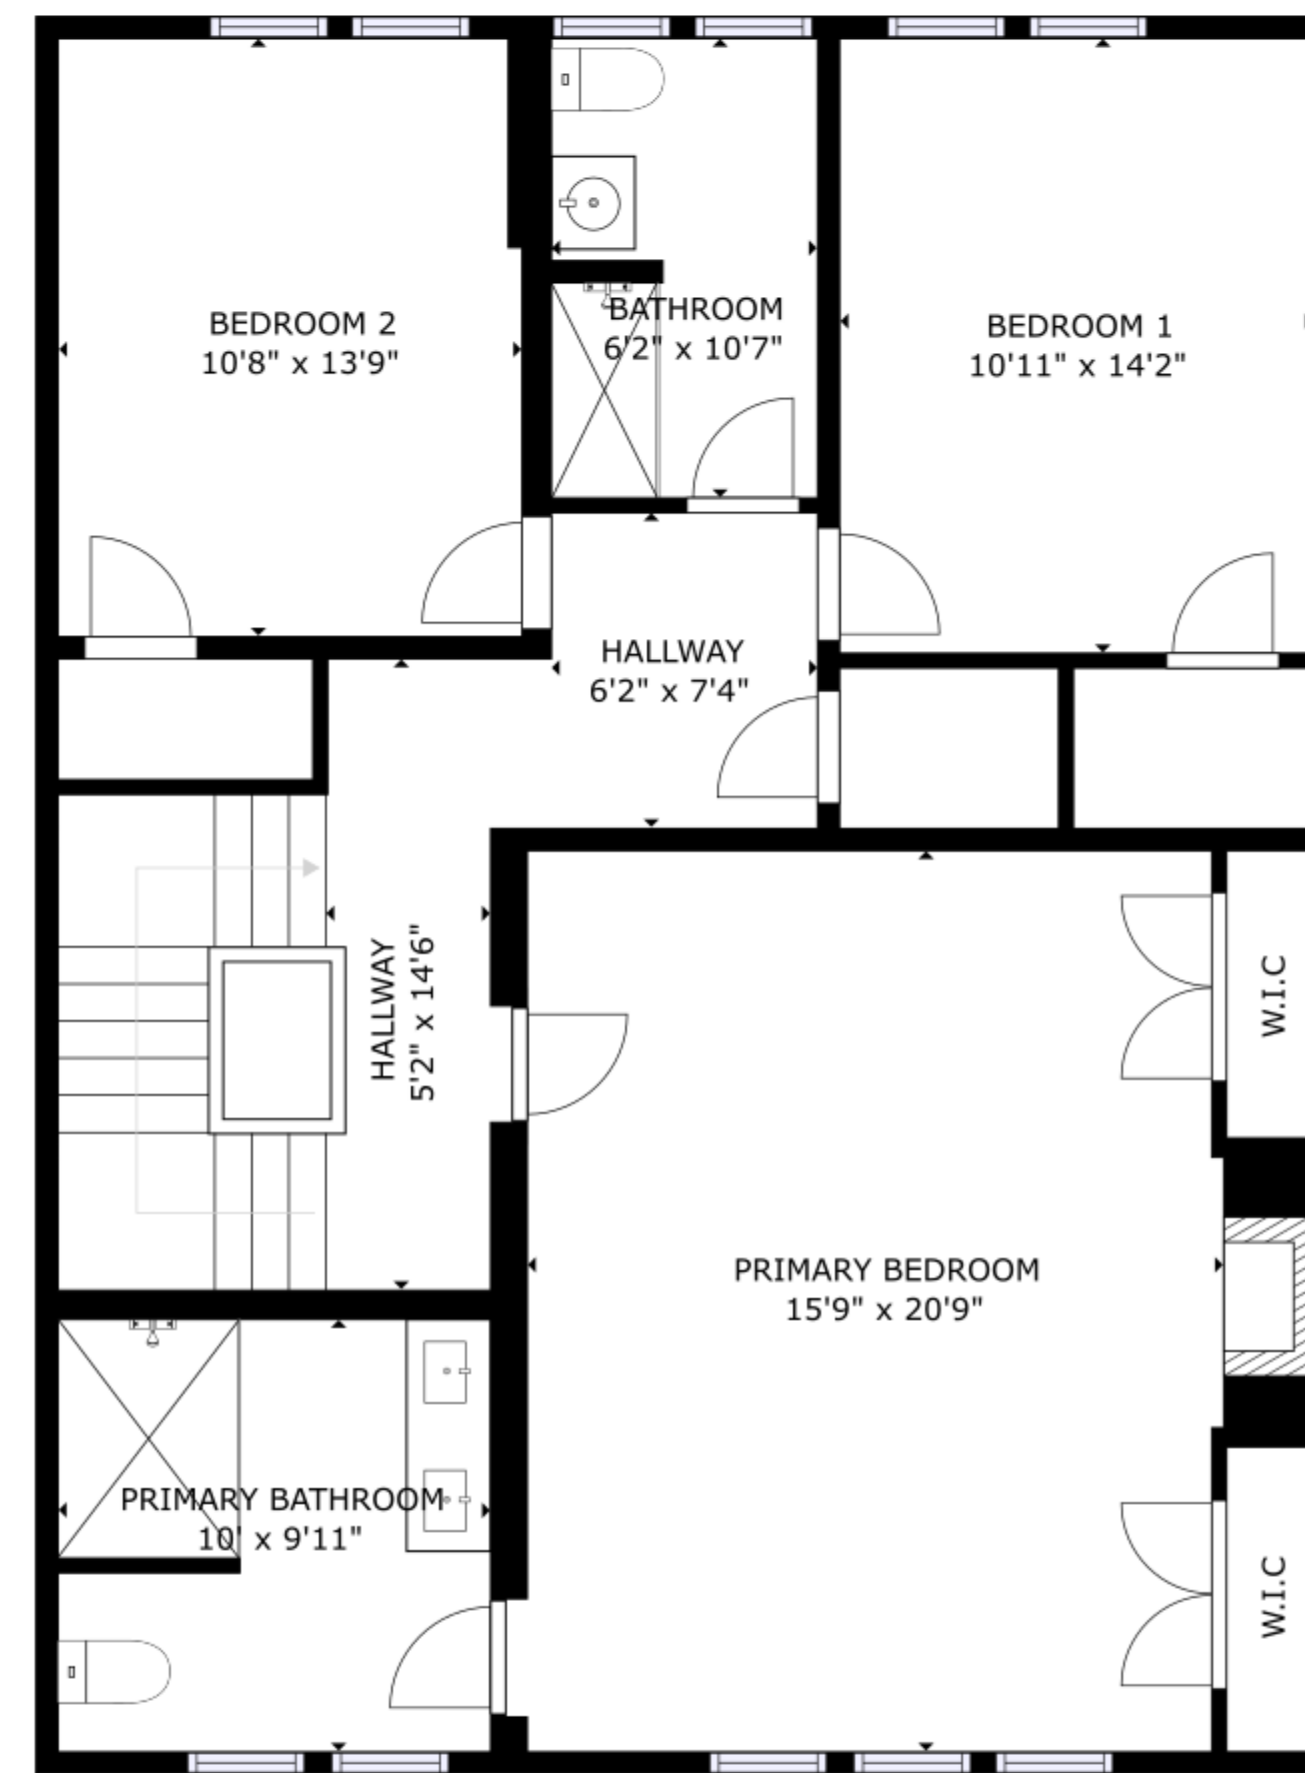 BEDROOM 2
10'8" x 13'9"
BATHROOM
6'2" x 10'7"
BEDROOM 1
10'11" x 14'2"
HALLWAY
6'2" x 7'4"
HALLWAY
5'2" x 14'6"
W.I.C
PRIMARY BEDROOM
15'9" x 20'9"
PRIMARY BATHROOM
10' x 9'11"
W.I.C